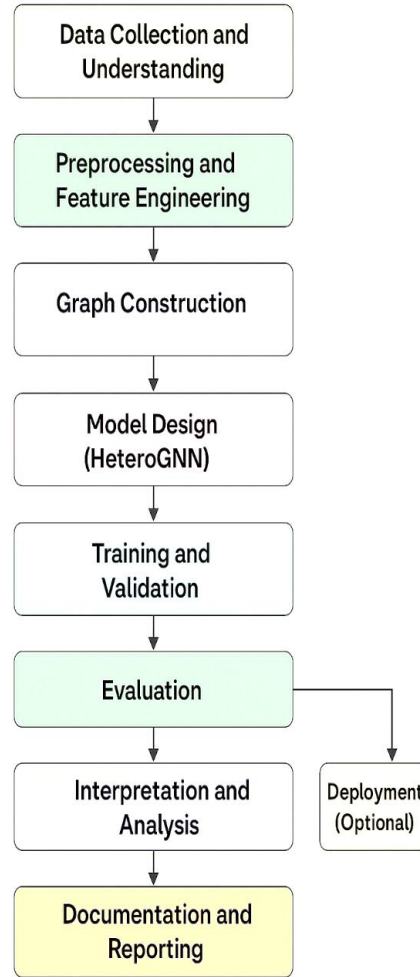 Data Collection and
Understanding
Preprocessing and
Feature Engineering
Graph Construction
Model Design
(HeteroGNN)
Training and
Validation
Evaluation
Interpretation and
Analysis
Deployment
(Optional)
Documentation and
Reporting